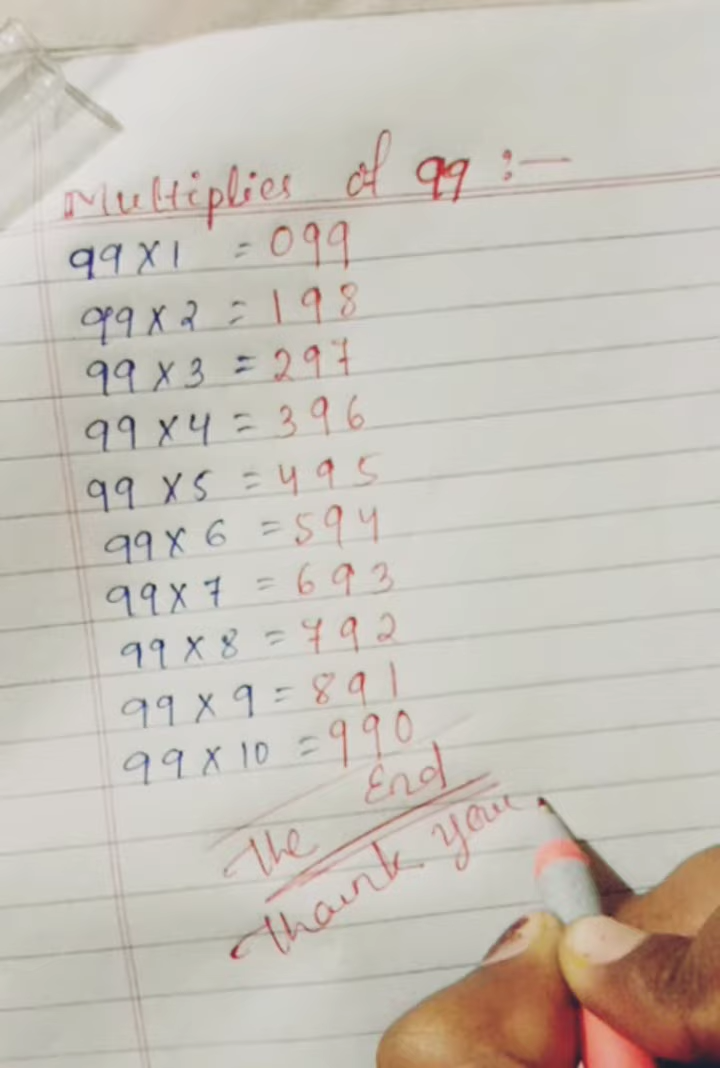 Multiplies of 99 :-
99 X 1 = 099
99 X 2 = 198
99 X 3 = 297
99 X 4 = 396
99 X 5 = 495
99 X 6 = 594
99 X 7 = 693
99 X 8 = 792
99 X 9 = 891
99 X 10 = 990
The End
Thank you